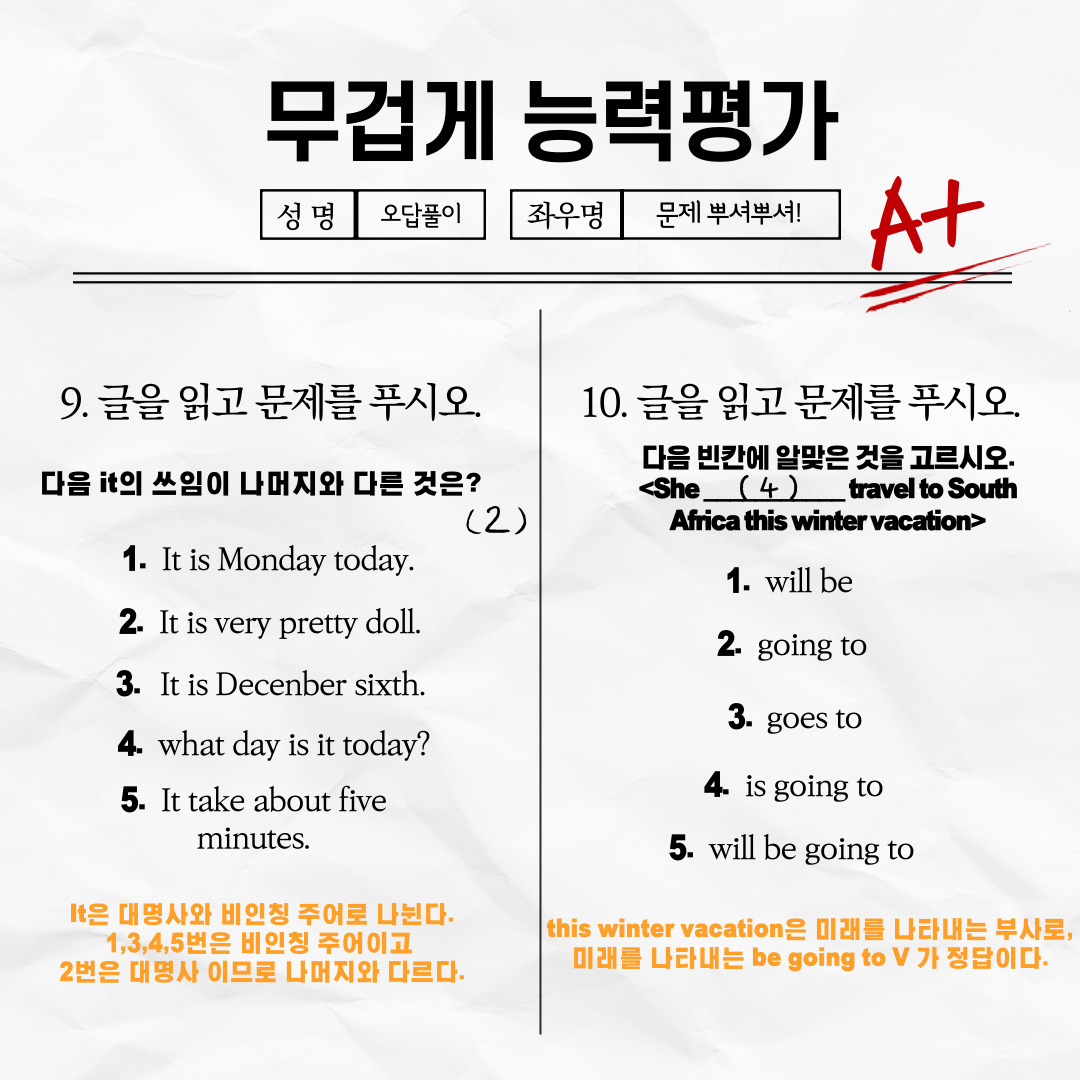 무겁게 능력평가
성 명 오답풀이 좌우명 문제 뿌셔뿌셔!
A+
9. 글을 읽고 문제를 푸시오.
다음 it의 쓰임이 나머지와 다른 것은?
(2)
1. It is Monday today.
2. It is very pretty doll.
3. It is Decenber sixth.
4. what day is it today?
5. It take about five
minutes.
It은 대명사와 비인칭 주어로 나뉜다.
1,3,4,5번은 비인칭 주어이고
2번은 대명사 이므로 나머지와 다르다.
10. 글을 읽고 문제를 푸시오.
다음 빈칸에 알맞은 것을 고르시오.
<She ___( 4 )____ travel to South
Africa this winter vacation>
1. will be
2. going to
3. goes to
4. is going to
5. will be going to
this winter vacation은 미래를 나타내는 부사로,
미래를 나타내는 be going to V 가 정답이다.